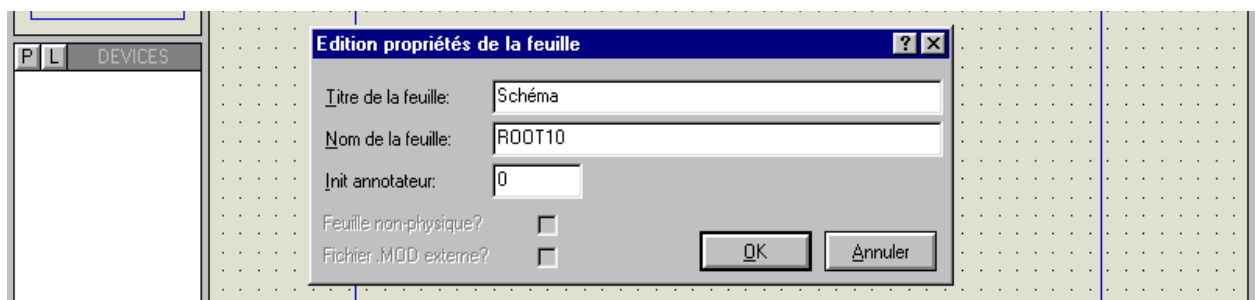 Edition propriétés de la feuille
P L DEVICES
Titre de la feuille: Schéma
Nom de la feuille: ROOT10
Init annotateur: 0
Feuille non-physique?
Fichier .MOD externe?
OK Annuler